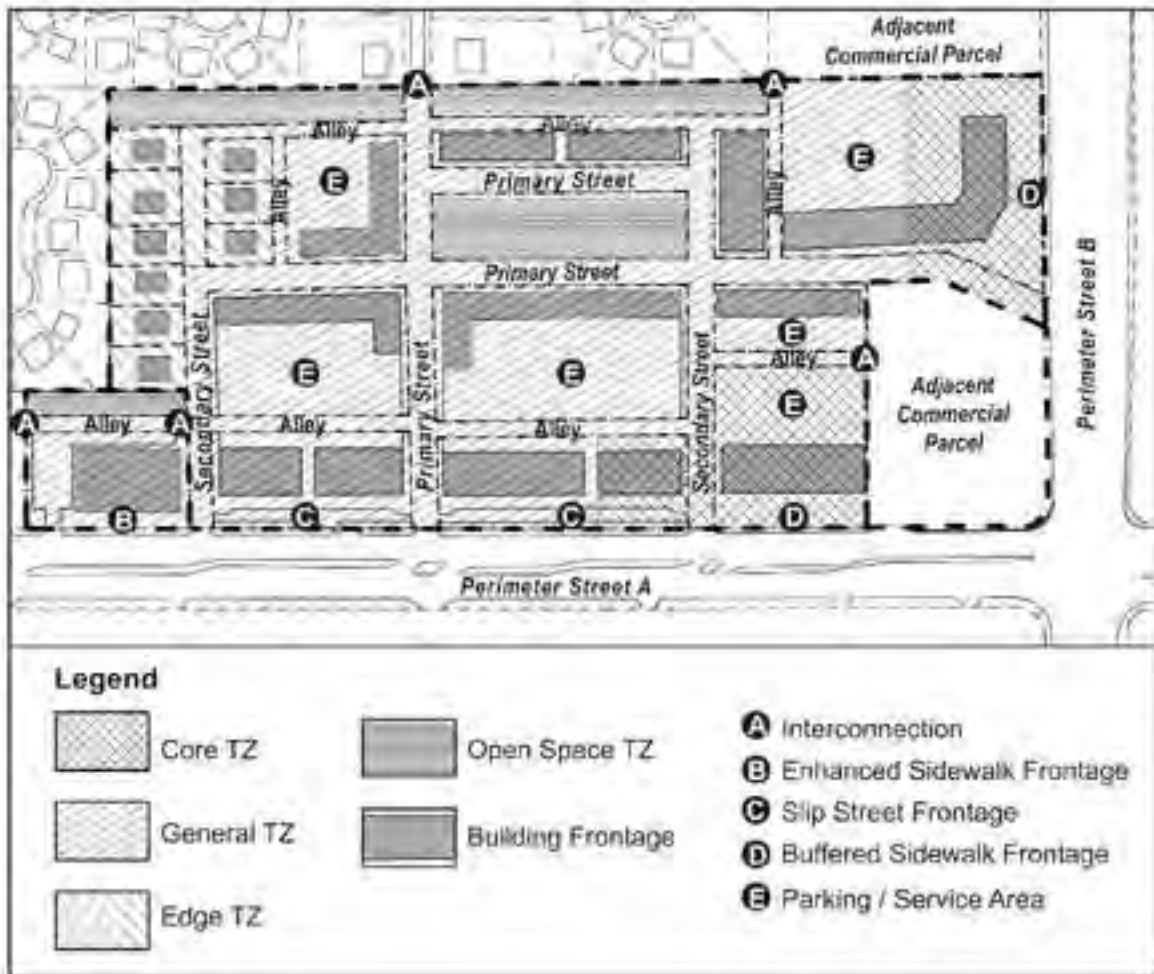 Adjacent
Commercial Parcel
A
A
Alley
Alley
E
E
Primary Street
Alley
Alley
D
Primary Street
Perimeter Street B
Secondary Street
Primary Street
Secondary Street
E
E
E
Alley
A
E
Adjacent
Commercial
Parcel
A
Alley
A
Alley
Alley
B
C
C
D
Perimeter Street A
Legend
Core TZ
General TZ
Edge TZ
Open Space TZ
Building Frontage
A Interconnection
B Enhanced Sidewalk Frontage
C Slip Street Frontage
D Buffered Sidewalk Frontage
E Parking / Service Area